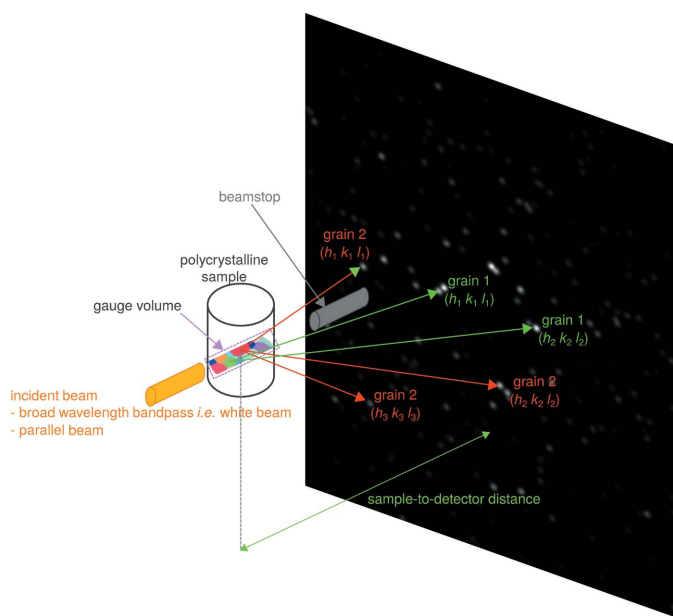 beamstop
grain 2
(h₁ k₁ l₁)
polycrystalline
sample
grain 1
(h₁ k₁ l₁)
gauge volume
grain 1
(h₂ k₂ l₂)
incident beam
- broad wavelength bandpass i.e. white beam
- parallel beam
grain 2
(h₃ k₃ l₃)
grain 2
(h₂ k₂ l₂)
sample-to-detector distance